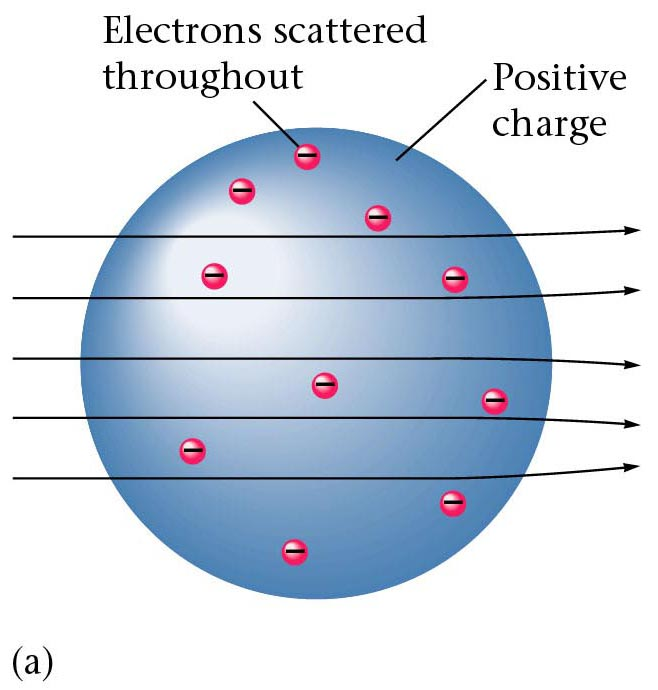 Electrons scattered
throughout
Positive
charge
(a)